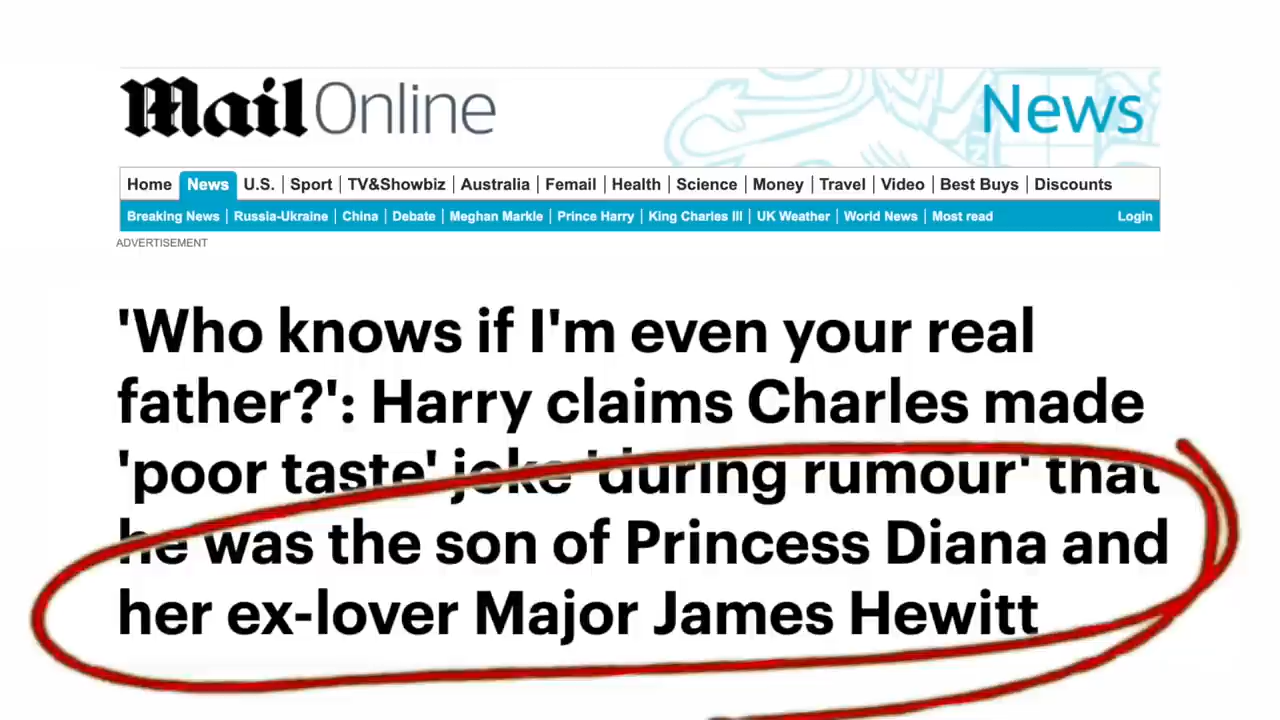 Mail Online News
Home News U.S. Sport TV&Showbiz Australia Femail Health Science Money Travel Video Best Buys Discounts
Breaking News Russia-Ukraine China Debate Meghan Markle Prince Harry King Charles III UK Weather World News Most read Login
ADVERTISEMENT
'Who knows if I'm even your real
father?': Harry claims Charles made
'poor taste' joke 'during rumour' that
he was the son of Princess Diana and
her ex-lover Major James Hewitt